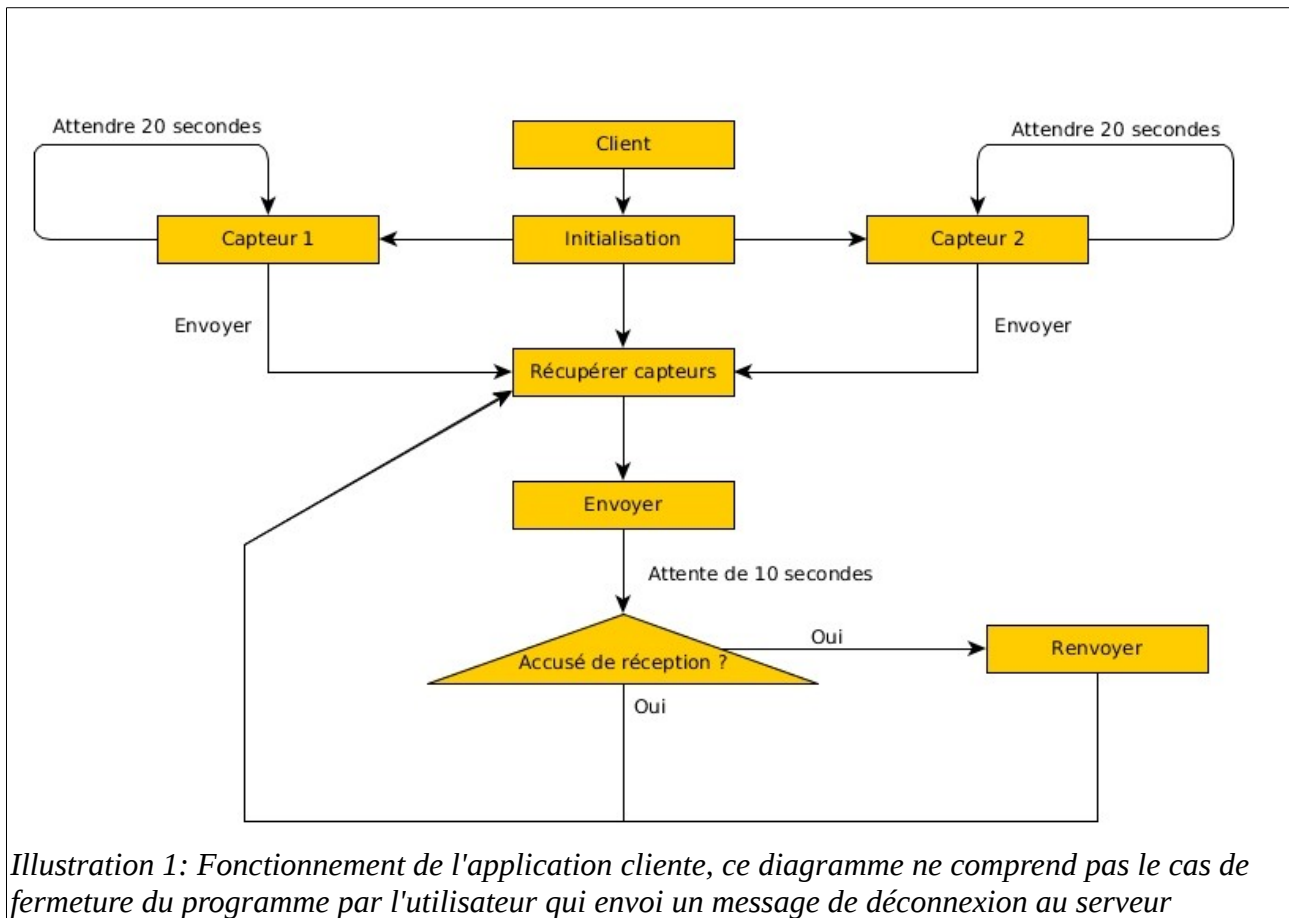 Attendre 20 secondes
Client
Attendre 20 secondes
Capteur 1
Initialisation
Capteur 2
Envoyer
Envoyer
Récupérer capteurs
Envoyer
Attente de 10 secondes
Oui
Accusé de réception ?
Renvoyer
Oui
Illustration 1: Fonctionnement de l'application cliente, ce diagramme ne comprend pas le cas de
fermeture du programme par l'utilisateur qui envoi un message de déconnexion au serveur